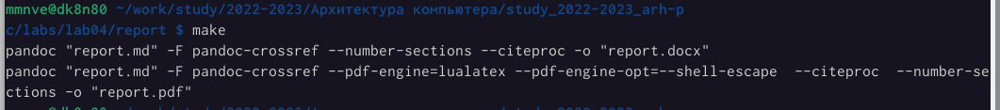 mmnve@dk8n80 ~/work/study/2022-2023/Архитектура компьютера/study_2022-2023_arh-p
c/labs/lab04/report $ make
pandoc "report.md" -F pandoc-crossref --number-sections --citeproc -o "report.docx"
pandoc "report.md" -F pandoc-crossref --pdf-engine=lualatex --pdf-engine-opt=--shell-escape  --citeproc  --number-se
ctions -o "report.pdf"